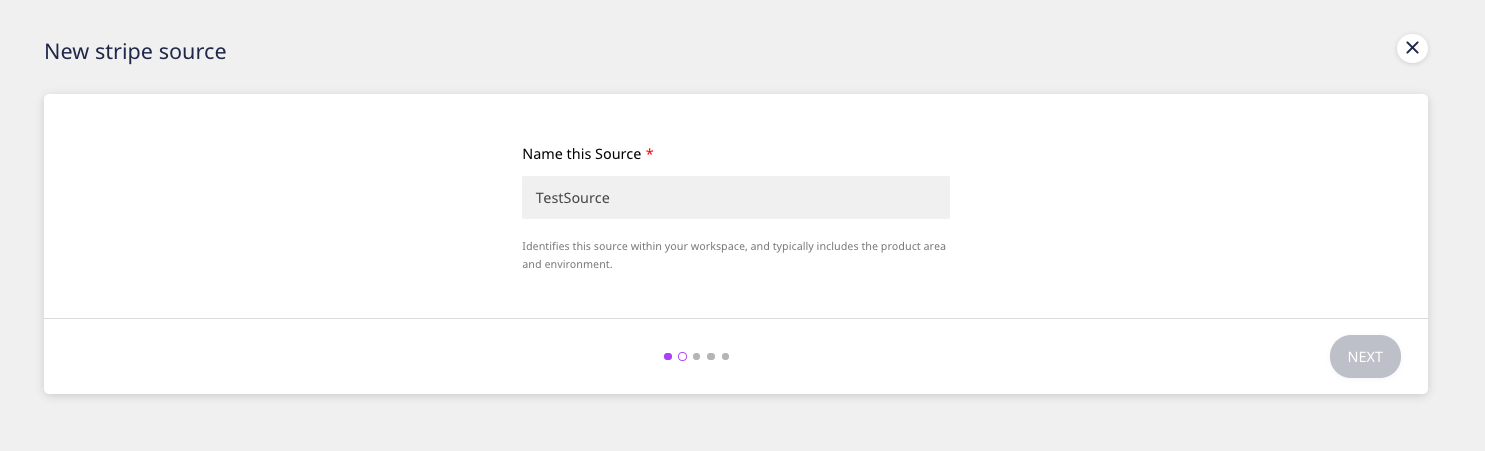 New stripe source
Name this Source *
TestSource
Identifies this source within your workspace, and typically includes the product area
and environment.
NEXT